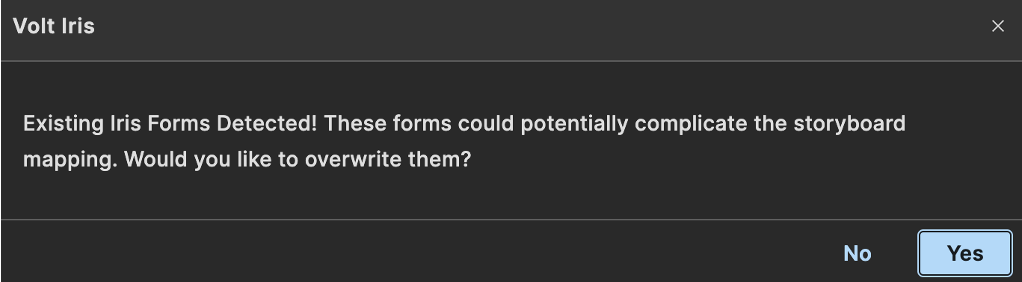 Volt Iris
Existing Iris Forms Detected! These forms could potentially complicate the storyboard
mapping. Would you like to overwrite them?
No
Yes